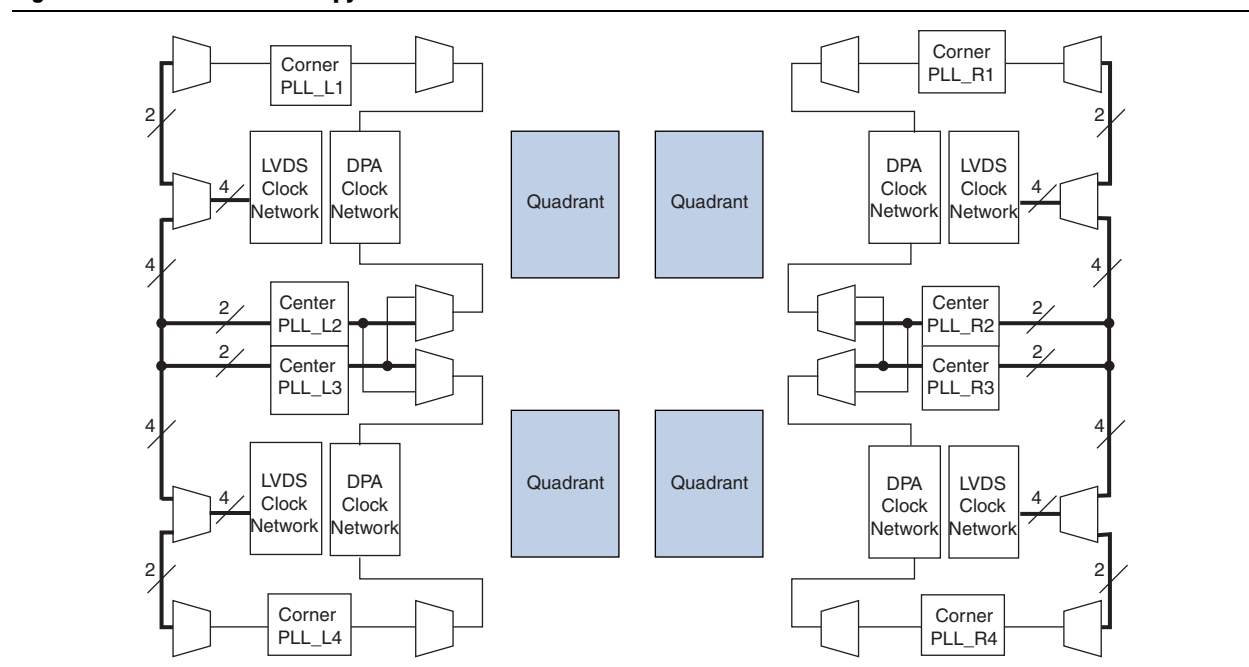 Corner
PLL_L1
Corner
PLL_R1
2
2
LVDS
Clock
Network
DPA
Clock
Network
Quadrant
Quadrant
DPA
Clock
Network
LVDS
Clock
Network
4
4
4
4
2
Center
PLL_L2
Center
PLL_R2
2
2
Center
PLL_L3
Center
PLL_R3
2
4
4
LVDS
Clock
Network
DPA
Clock
Network
Quadrant
Quadrant
DPA
Clock
Network
LVDS
Clock
Network
4
4
2
2
Corner
PLL_L4
Corner
PLL_R4